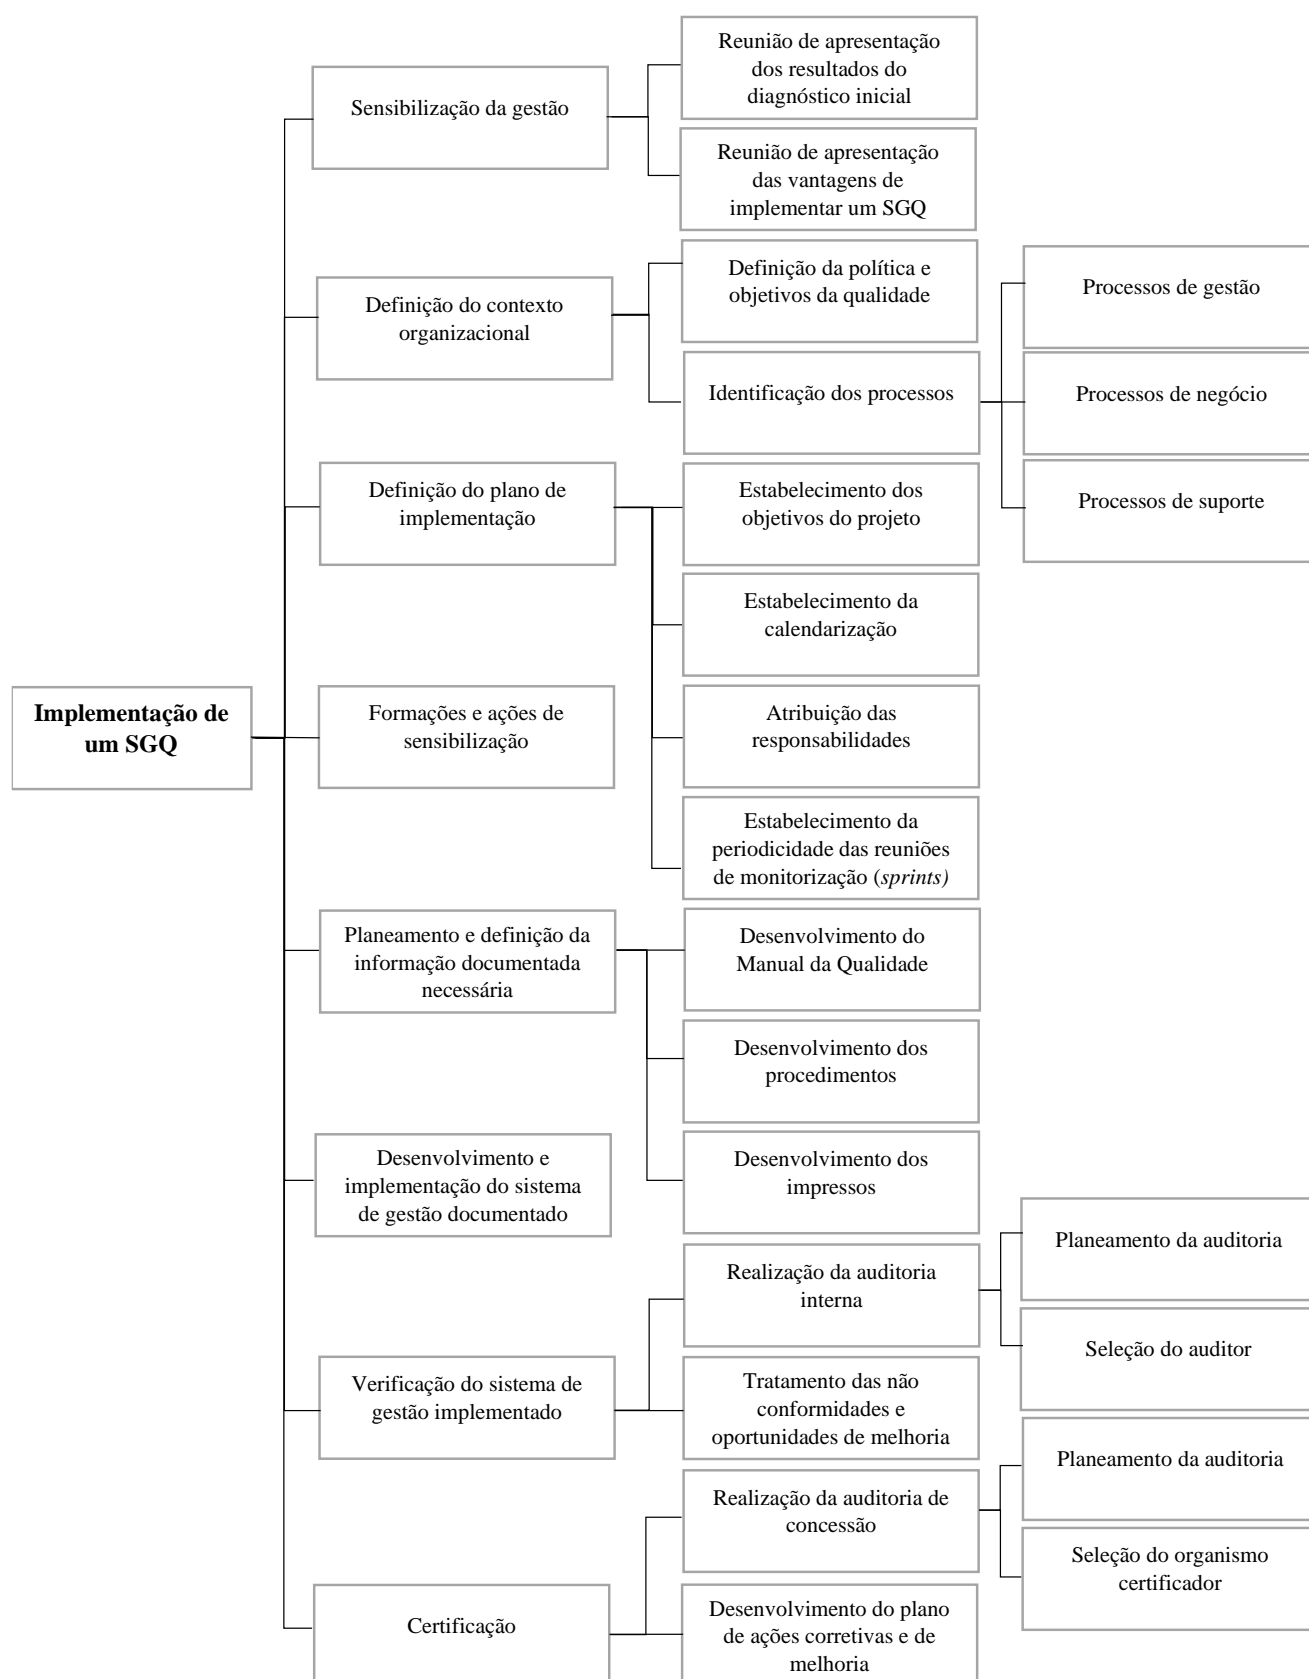 Reunião de apresentação
dos resultados do
diagnóstico inicial
Sensibilização da gestão
Reunião de apresentação
das vantagens de
implementar um SGQ
Definição da política e
objetivos da qualidade
Processos de gestão
Definição do contexto
organizacional
Identificação dos processos
Processos de negócio
Definição do plano de
implementação
Estabelecimento dos
objetivos do projeto
Processos de suporte
Estabelecimento da
calendarização
Implementação de
um SGQ
Formações e ações de
sensibilização
Atribuição das
responsabilidades
Estabelecimento da
periodicidade das reuniões
de monitorização (sprints)
Planeamento e definição da
informação documentada
necessária
Desenvolvimento do
Manual da Qualidade
Desenvolvimento dos
procedimentos
Desenvolvimento e
implementação do sistema
de gestão documentado
Desenvolvimento dos
impressos
Planeamento da auditoria
Realização da auditoria
interna
Seleção do auditor
Verificação do sistema de
gestão implementado
Tratamento das não
conformidades e
oportunidades de melhoria
Planeamento da auditoria
Realização da auditoria de
concessão
Seleção do organismo
certificador
Certificação
Desenvolvimento do plano
de ações corretivas e de
melhoria